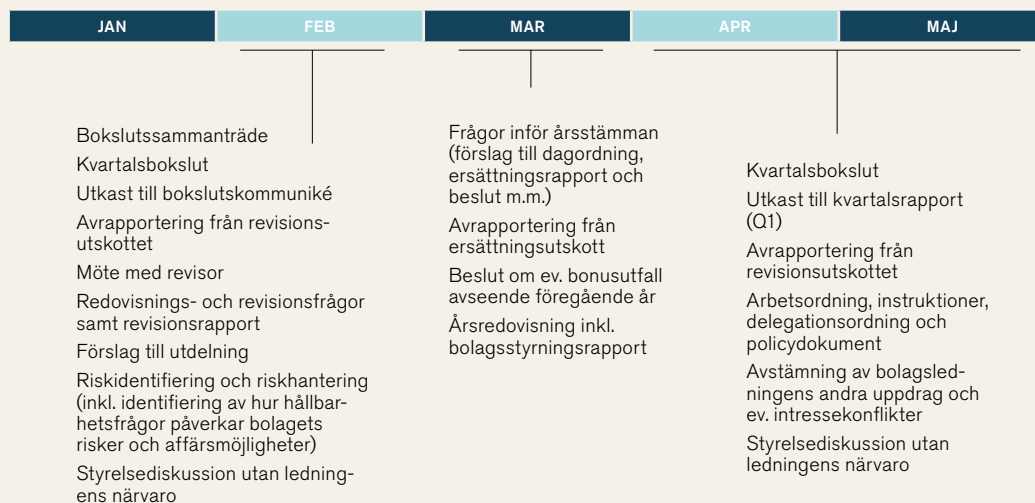 JAN
FEB
MAR
APR
MAJ
Bokslutssammanträde
Kvartalsbokslut
Utkast till bokslutskommuniké
Avrapportering från revisions-
utskottet
Möte med revisor
Redovisnings- och revisionsfrågor
samt revisionsrapport
Förslag till utdelning
Riskidentifiering och riskhantering
(inkl. identifiering av hur hållbar-
hetsfrågor påverkar bolagets
risker och affärsmöjligheter)
Styrelsediskussion utan ledning-
ens närvaro
Frågor inför årsstämman
(förslag till dagordning,
ersättningsrapport och
beslut m.m.)
Avrapportering från
ersättningsutskott
Beslut om ev. bonusutfall
avseende föregående år
Årsredovisning inkl.
bolagsstyrningsrapport
Kvartalsbokslut
Utkast till kvartalsrapport
(Q1)
Avrapportering från
revisionsutskottet
Arbetsordning, instruktioner,
delegationsordning och
policydokument
Avstämning av bolagsled-
ningens andra uppdrag och
ev. intressekonflikter
Styrelsediskussion utan
ledningens närvaro